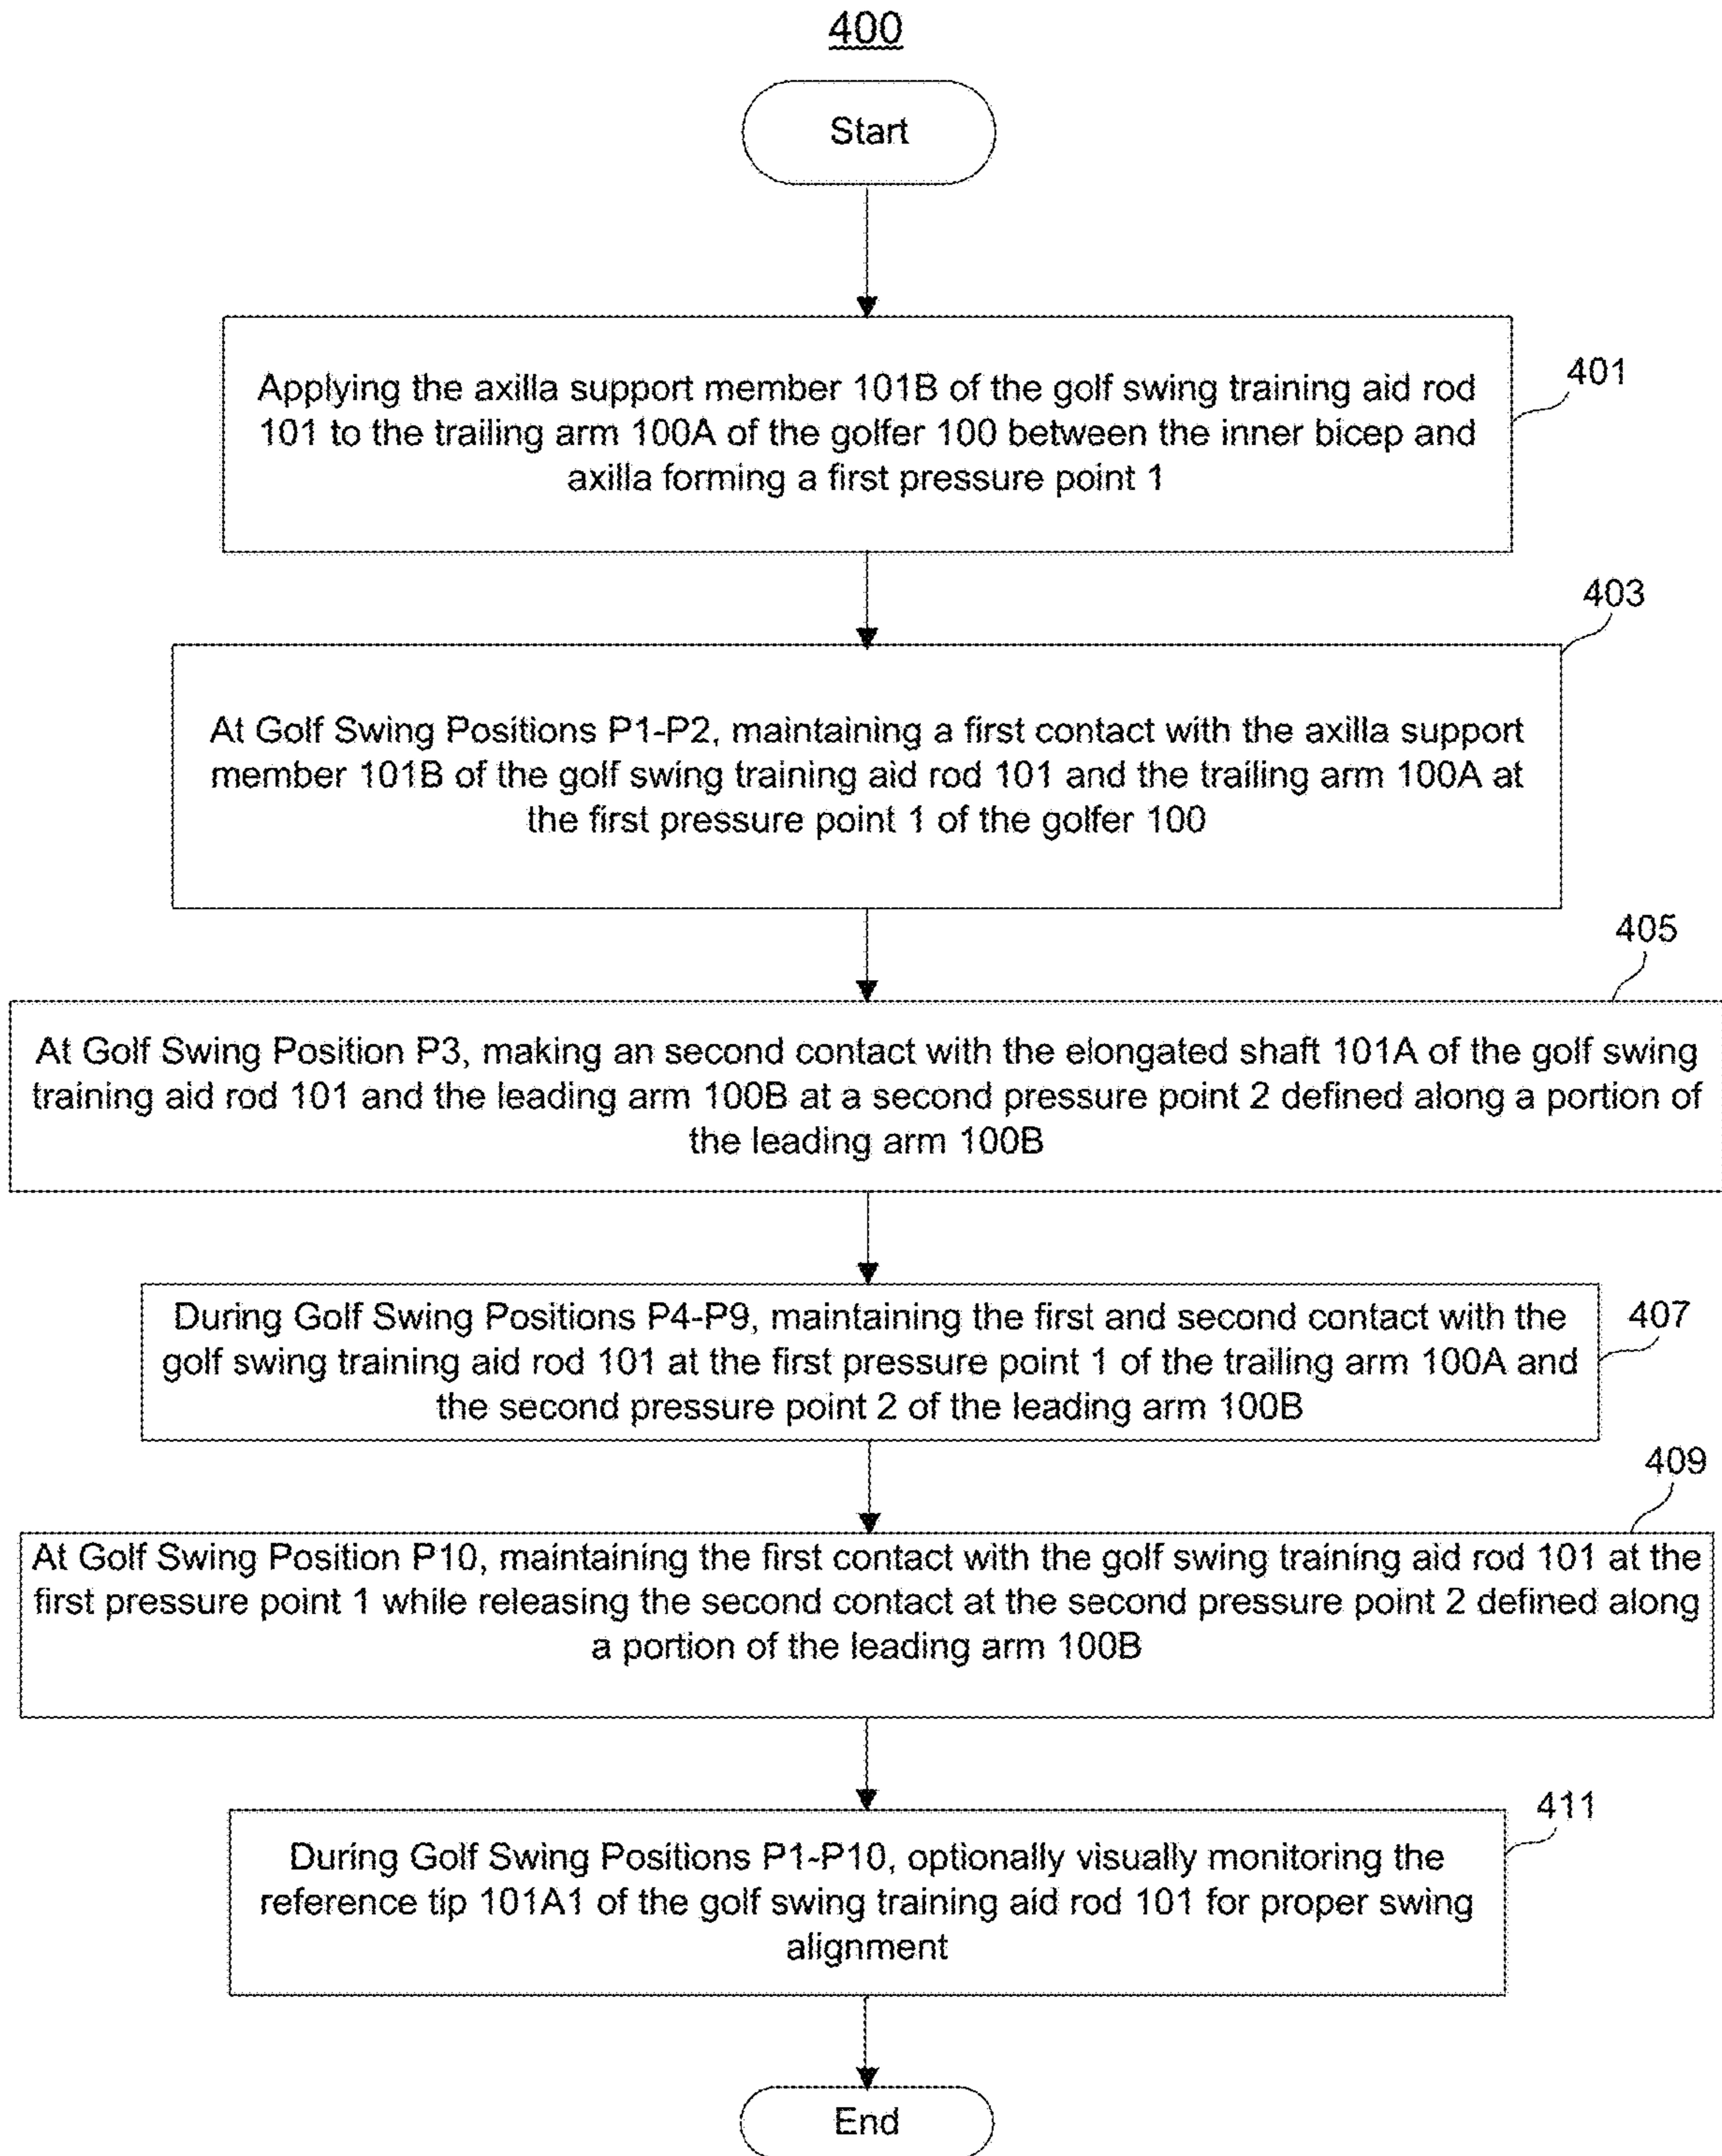 400
Start
Applying the axilla support member 101B of the golf swing training aid rod
101 to the trailing arm 100A of the golfer 100 between the inner bicep and
axilla forming a first pressure point 1
401
403
At Golf Swing Positions P1-P2, maintaining a first contact with the axilla support
member 101B of the golf swing training aid rod 101 and the trailing arm 100A at
the first pressure point 1 of the golfer 100
405
At Golf Swing Position P3, making an second contact with the elongated shaft 101A of the golf swing
training aid rod 101 and the leading arm 100B at a second pressure point 2 defined along a portion of
the leading arm 100B
During Golf Swing Positions P4-P9, maintaining the first and second contact with the
golf swing training aid rod 101 at the first pressure point 1 of the trailing arm 100A and
the second pressure point 2 of the leading arm 100B
407
409
At Golf Swing Position P10, maintaining the first contact with the golf swing training aid rod 101 at the
first pressure point 1 while releasing the second contact at the second pressure point 2 defined along
a portion of the leading arm 100B
411
During Golf Swing Positions P1-P10, optionally visually monitoring the
reference tip 101A1 of the golf swing training aid rod 101 for proper swing
alignment
End